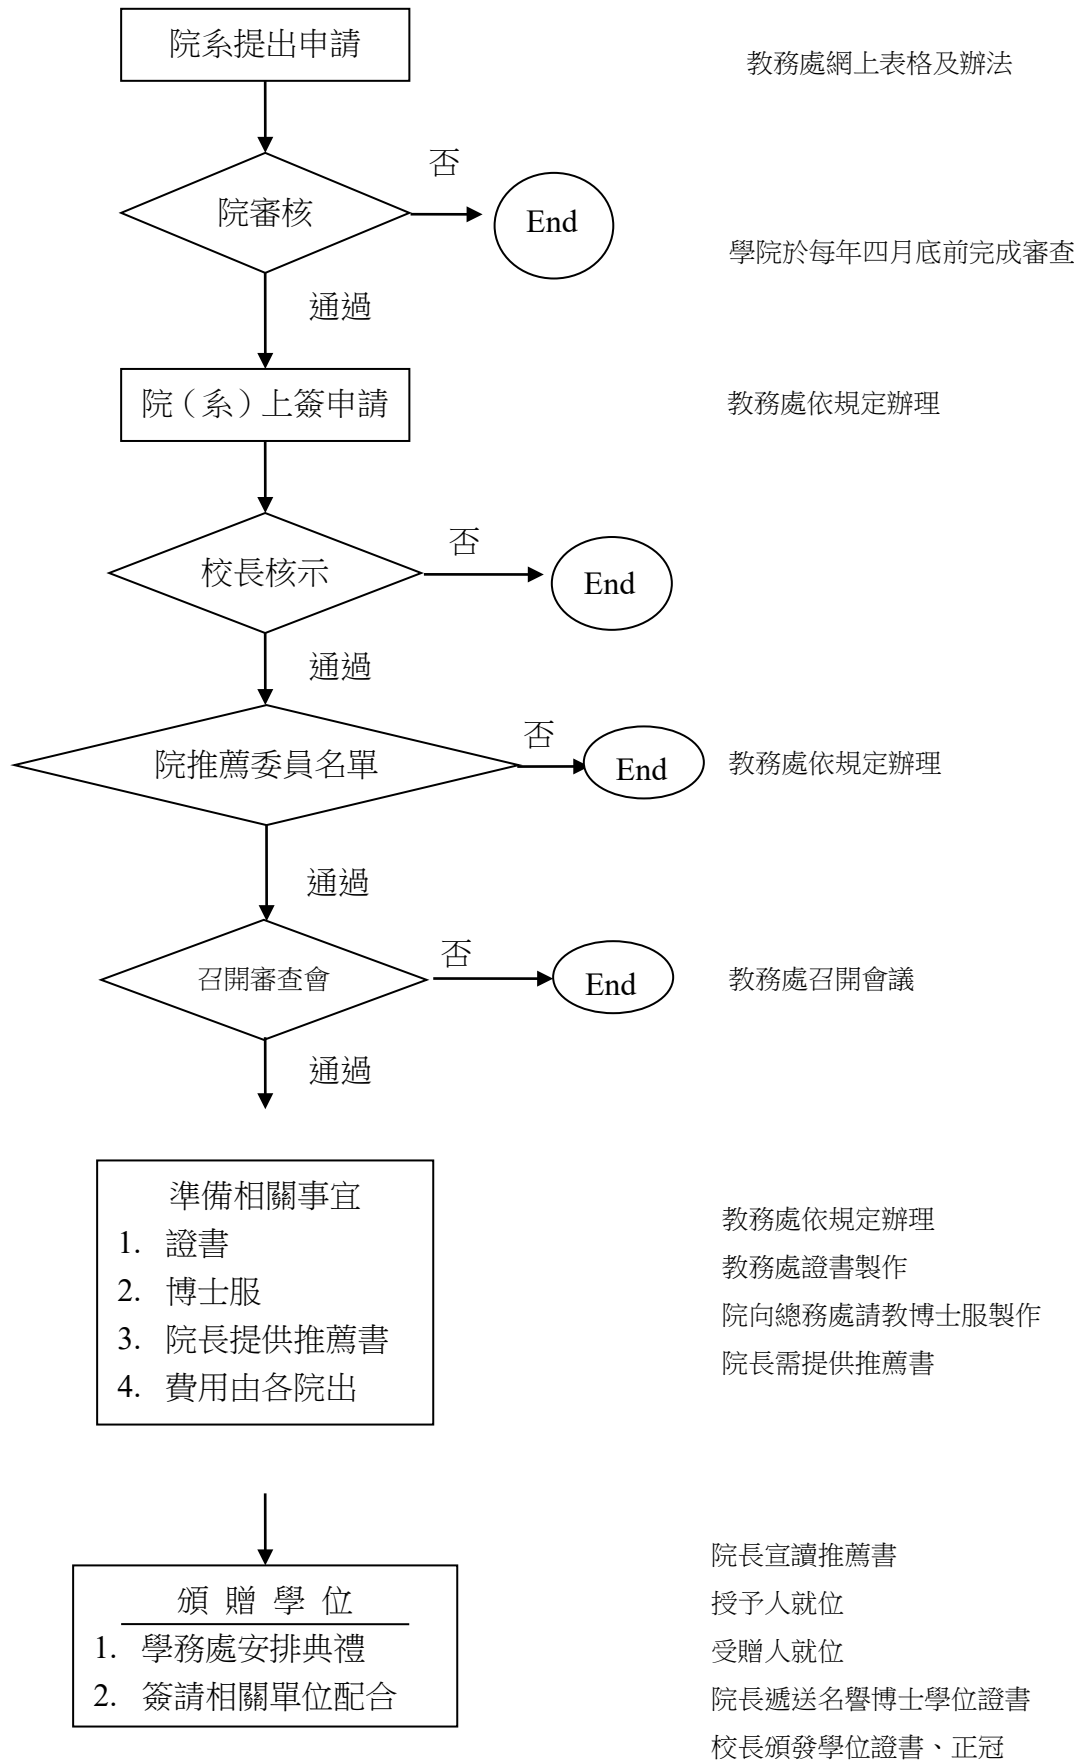 院系提出申請
教務處網上表格及辦法
否
院審核
End
學院於每年四月底前完成審查
通過
院（系）上簽申請
教務處依規定辦理
否
校長核示
End
通過
否
院推薦委員名單
End
教務處依規定辦理
通過
否
召開審查會
End
教務處召開會議
通過
準備相關事宜
1. 證書
2. 博士服
3. 院長提供推薦書
4. 費用由各院出
教務處依規定辦理
教務處證書製作
院向總務處請教博士服製作
院長需提供推薦書
頒 贈 學 位
1. 學務處安排典禮
2. 簽請相關單位配合
院長宣讀推薦書
授予人就位
受贈人就位
院長遞送名譽博士學位證書
校長頒發學位證書、正冠